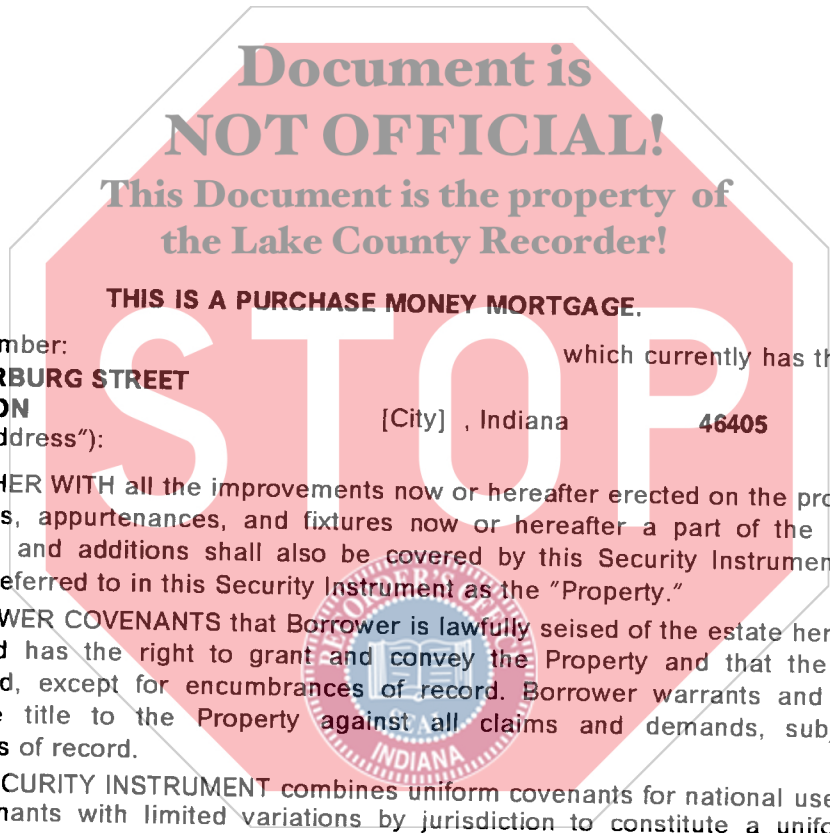 Document is
NOT OFFICIAL!
This Document is the property of
the Lake County Recorder!
THIS IS A PURCHASE MONEY MORTGAGE.
STOP
mber:
which currently has th
RBURG STREET
ON
[City] , Indiana 46405
ddress"):
HER WITH all the improvements now or hereafter erected on the pro
s, appurtenances, and fixtures now or hereafter a part of the
and additions shall also be covered by this Security Instrumen
eferred to in this Security Instrument as the "Property."
WER COVENANTS that Borrower is lawfully seised of the estate her
d has the right to grant and convey the Property and that the
d, except for encumbrances of record. Borrower warrants and
e title to the Property against all claims and demands, sub
s of record.
CURITY INSTRUMENT combines uniform covenants for national use
nants with limited variations by jurisdiction to constitute a unifo
RECORDER'S OFFICE
SEAL
INDIANA